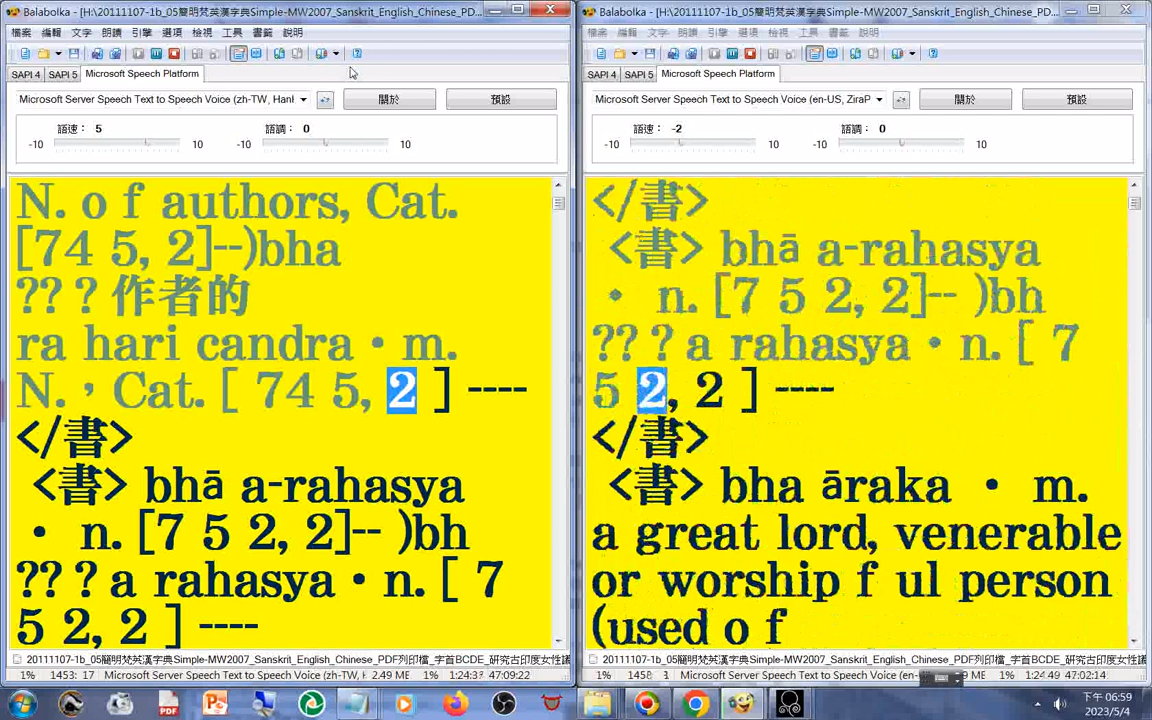 Balabolka - [H:\20111107-1b_05簡明梵英漢字典Simple-MW2007_Sanskrit_English_Chinese_PD...
檔案 編輯 文字 朗讀 引擎 選項 檢視 工具 書籤 說明
SAPI 4 SAPI 5 Microsoft Speech Platform
Microsoft Server Speech Text to Speech Voice (zh-TW, HanI 關於 預設
語速： 5 語調： 0
-10 10 -10 10
N. o f authors, Cat.
[74 5, 2]--)bha
?? ? 作者的
ra hari candra • m.
N. , Cat. [ 74 5, 2 ] ----
</書>
<書> bhā a-rahasya
• n. [7 5 2, 2]-- )bh
?? ? a rahasya • n. [ 7
5 2, 2 ] ----
20111107-1b_05簡明梵英漢字典Simple-MW2007_Sanskrit_English_Chinese_PDF列印檔_字首BCDE_研究古印度女性議
1% 1453: 17 Microsoft Server Speech Text to Speech Voice (zh-TW, H 2.49 MB 1% 1:24:33 47:09:22
Balabolka - [H:\20111107-1b_05簡明梵英漢字典Simple-MW2007_Sanskrit_English_Chinese_PD...
檔案 編輯 文字 朗讀 引擎 選項 檢視 工具 書籤 說明
SAPI 4 SAPI 5 Microsoft Speech Platform
Microsoft Server Speech Text to Speech Voice (en-US, ZiraP 關於 預設
語速： -2 語調： 0
-10 10 -10 10
</書>
<書> bhā a-rahasya
• n. [7 5 2, 2]-- )bh
?? ? a rahasya • n. [ 7
5 2, 2 ] ----
</書>
<書> bha āraka • m.
a great lord, venerable
or worship f ul person
(used o f
20111107-1b_05簡明梵英漢字典Simple-MW2007_Sanskrit_English_Chinese_PDF列印檔_字首BCDE_研究古印度女性議
1% 1458 Microsoft Server Speech Text to Speech Voice (en-US, 1% 1:24:49 47:02:14
下午 06:59
2023/5/4